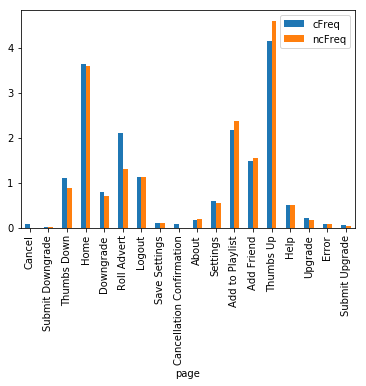 cFreq
ncFreq
4
3
2
1
0
Cancel
Submit Downgrade
Thumbs Down
Home
Downgrade
Roll Advert
Logout
Save Settings
Cancellation Confirmation
About
Settings
Add to Playlist
Add Friend
Thumbs Up
Help
Upgrade
Error
Submit Upgrade
page